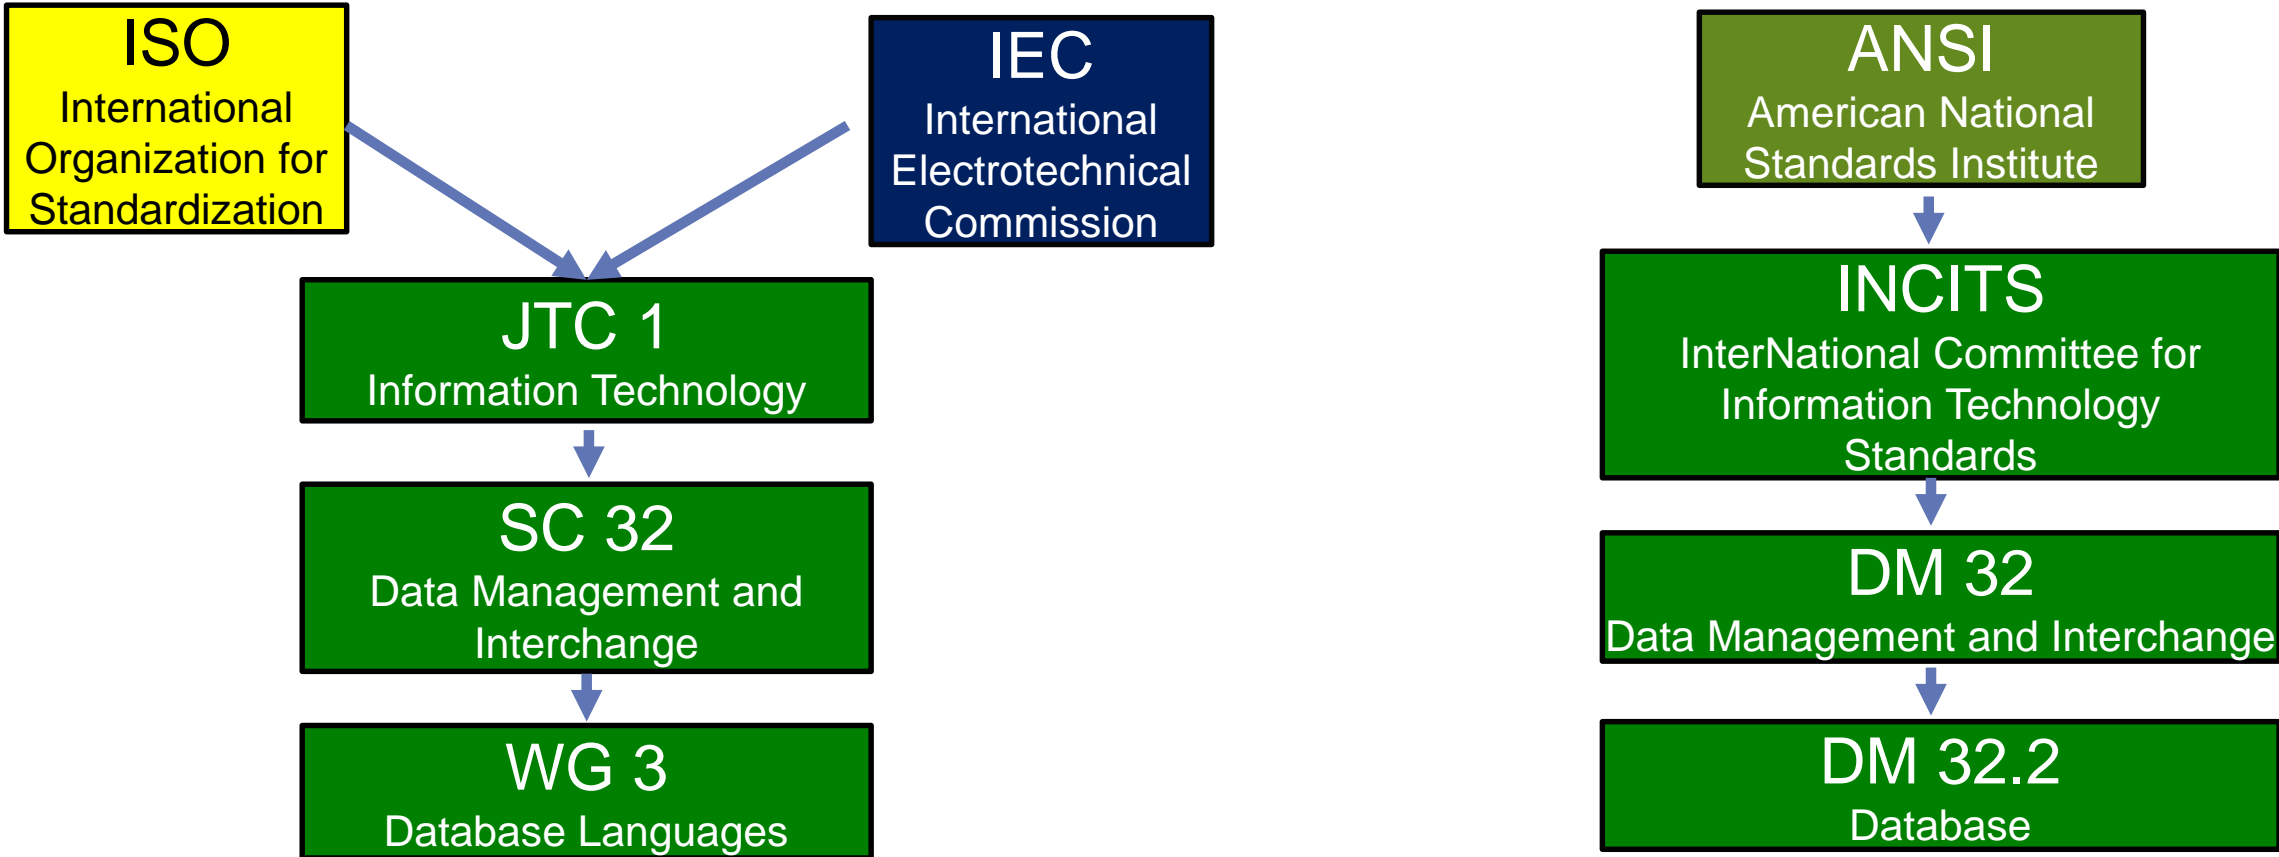 ISO
International
Organization for
Standardization
IEC
International
Electrotechnical
Commission
ANSI
American National
Standards Institute
JTC 1
Information Technology
INCITS
InterNational Committee for
Information Technology
Standards
SC 32
Data Management and
Interchange
DM 32
Data Management and Interchange
WG 3
Database Languages
DM 32.2
Database